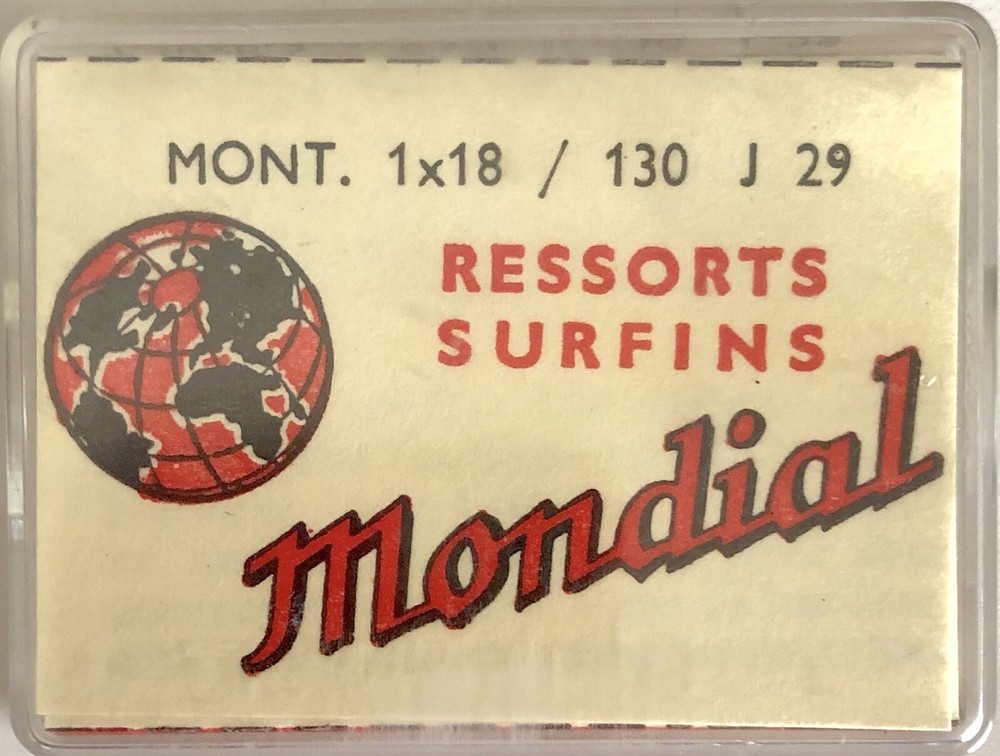 MONT. 1x18 / 130 J 29
RESSORTS
SURFINS
Mondial